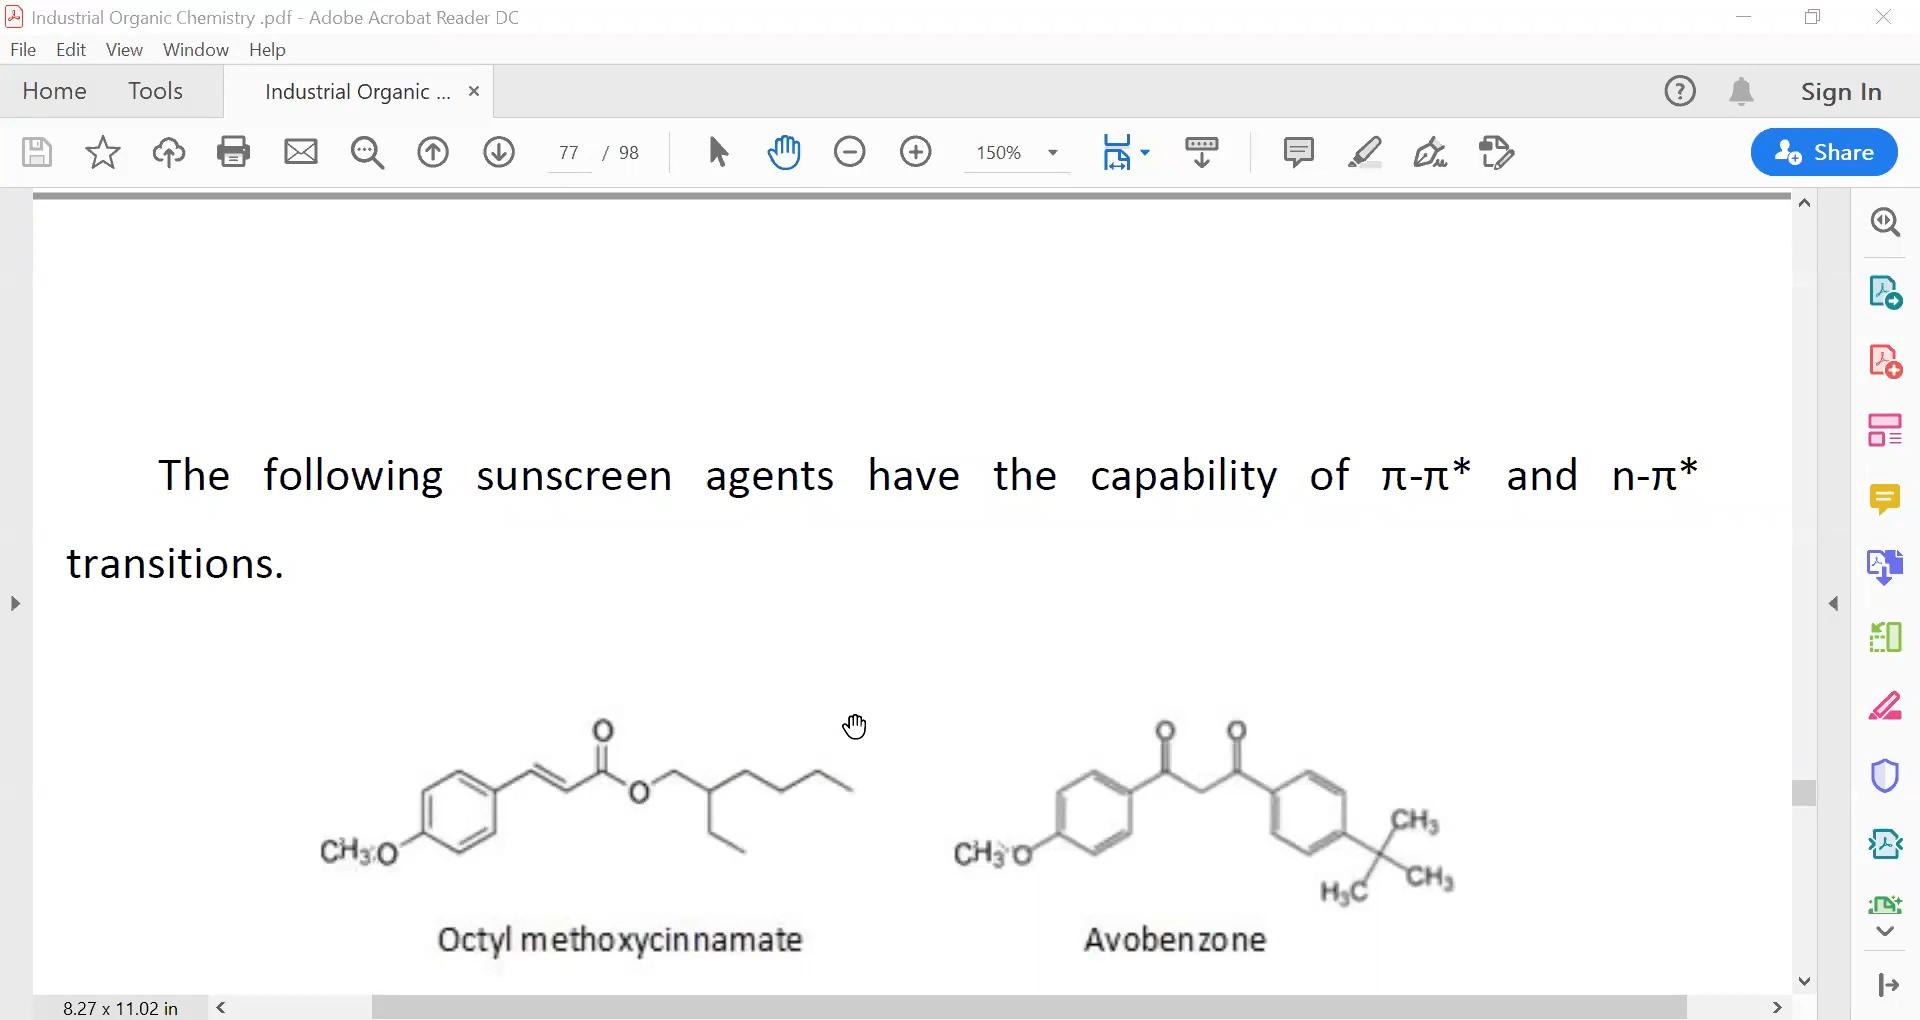 Industrial Organic Chemistry .pdf - Adobe Acrobat Reader DC
File Edit View Window Help
Home Tools Industrial Organic ... × Sign In
77 / 98 150% Share
The following sunscreen agents have the capability of π-π* and n-π*
transitions.
O O O
O CH3
CH3O CH3O
H3C CH3
Octyl methoxycinnamate Avobenzone
8.27 x 11.02 in